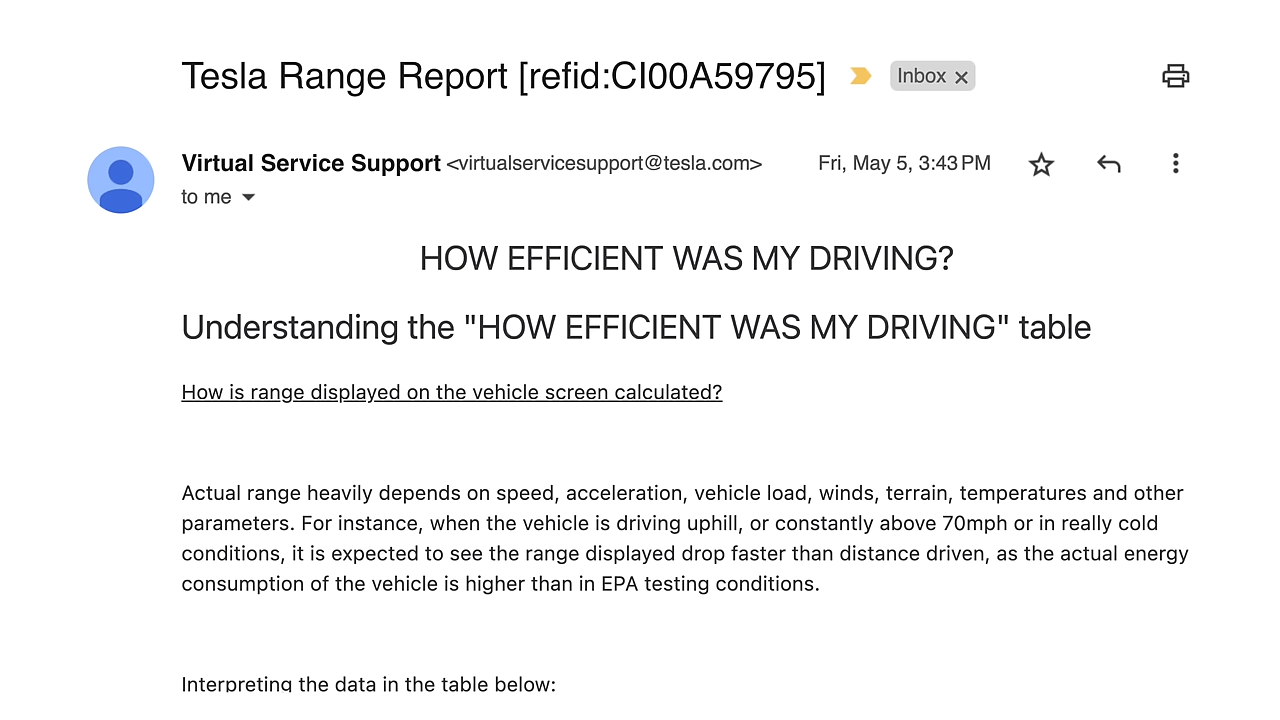 Tesla Range Report [refid:CI00A59795] Inbox
Virtual Service Support <virtualservicesupport@tesla.com> Fri, May 5, 3:43 PM
to me
HOW EFFICIENT WAS MY DRIVING?
Understanding the "HOW EFFICIENT WAS MY DRIVING" table
How is range displayed on the vehicle screen calculated?
Actual range heavily depends on speed, acceleration, vehicle load, winds, terrain, temperatures and other
parameters. For instance, when the vehicle is driving uphill, or constantly above 70mph or in really cold
conditions, it is expected to see the range displayed drop faster than distance driven, as the actual energy
consumption of the vehicle is higher than in EPA testing conditions.
Interpreting the data in the table below: